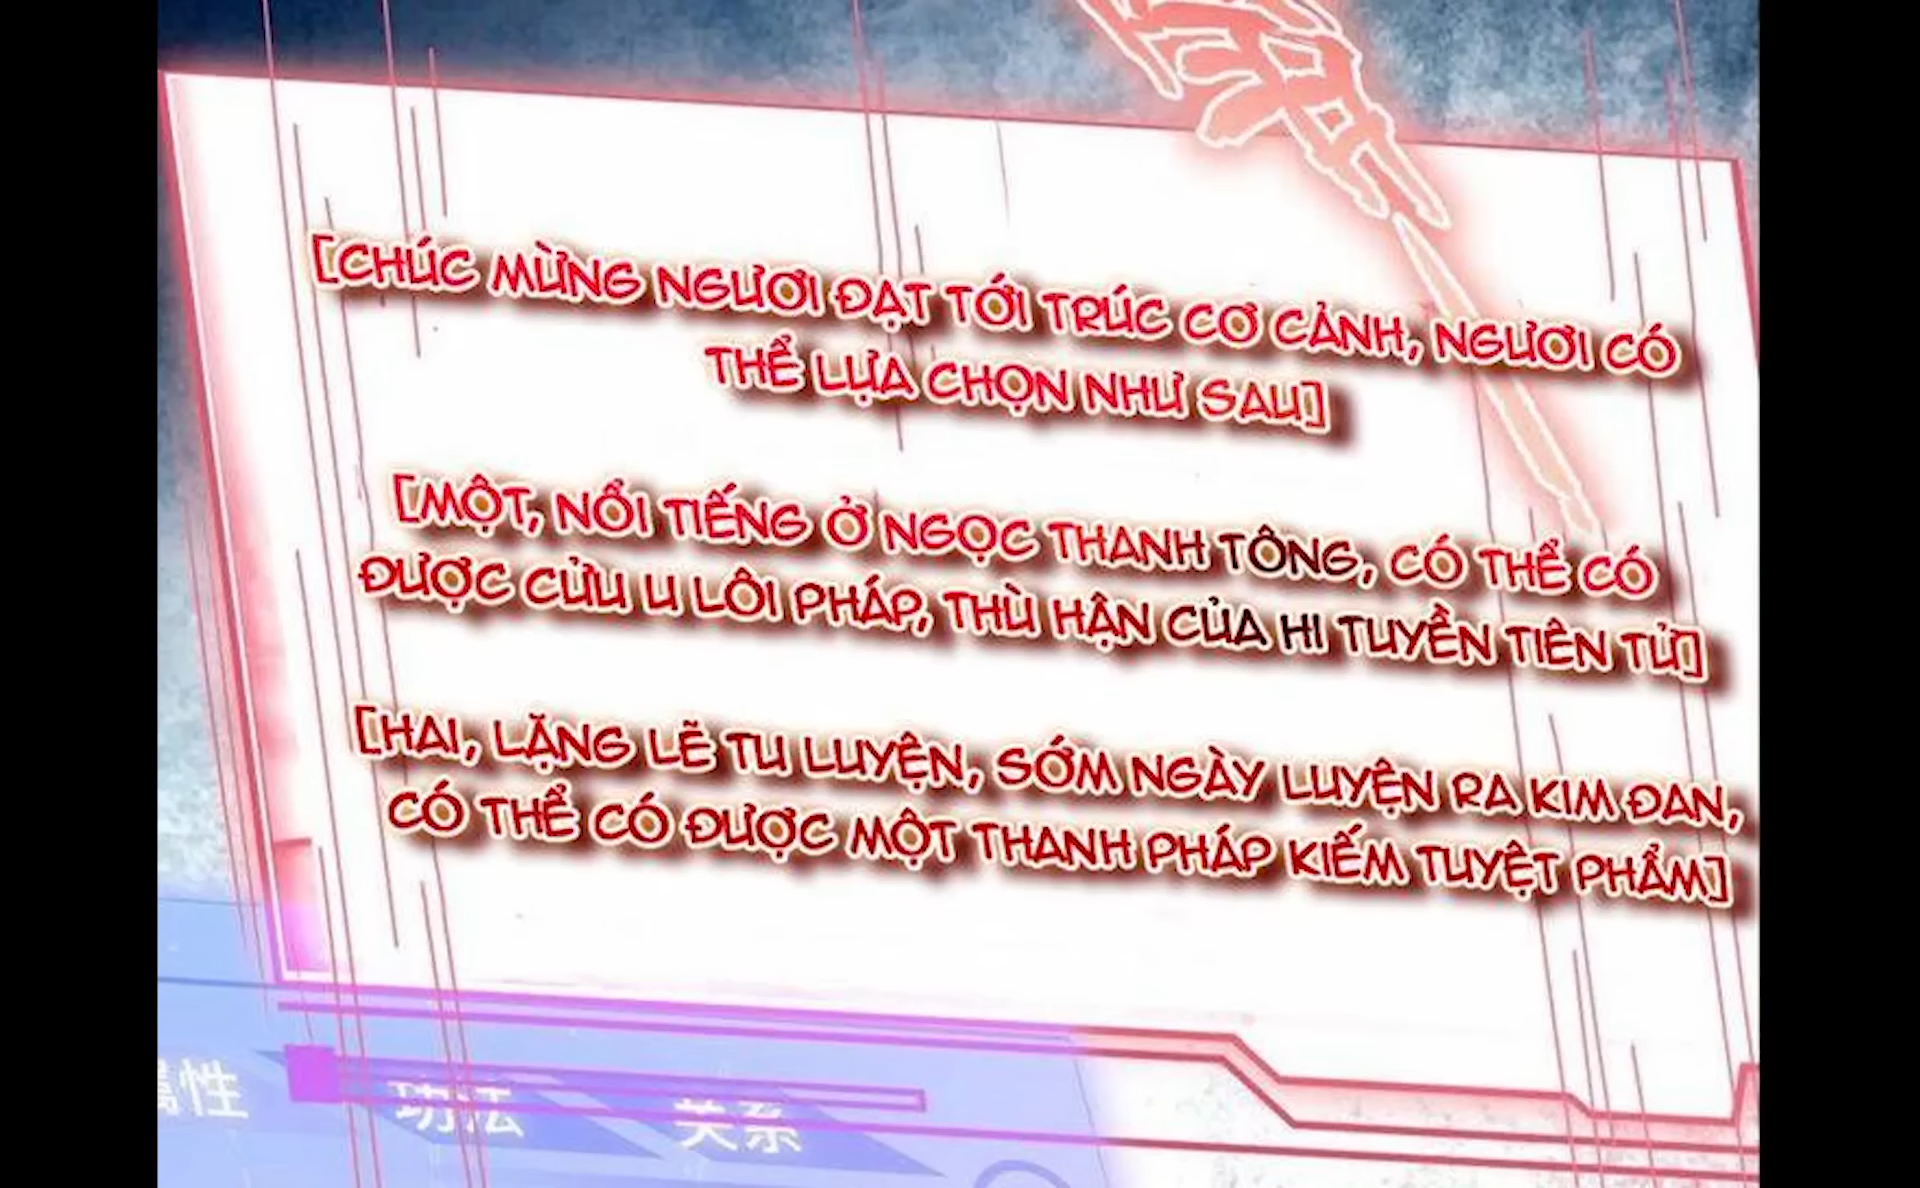 [CHÚC MỪNG NGƯƠI ĐẠT TỚI TRÚC CƠ CẢNH, NGƯƠI CÓ
THỂ LỰA CHỌN NHƯ SAU]
[MỘT, NỔI TIẾNG Ở NGỌC THANH TÔNG, CÓ THỂ CÓ
ĐƯỢC CỬU U LÔI PHÁP, THÙ HẬN CỦA HI TUYỀN TIÊN TỬ]
[HAI, LẶNG LẼ TU LUYỆN, SỚM NGÀY LUYỆN RA KIM ĐAN,
CÓ THỂ CÓ ĐƯỢC MỘT THANH PHÁP KIẾM TUYỆT PHẨM]
属性 功法 关系